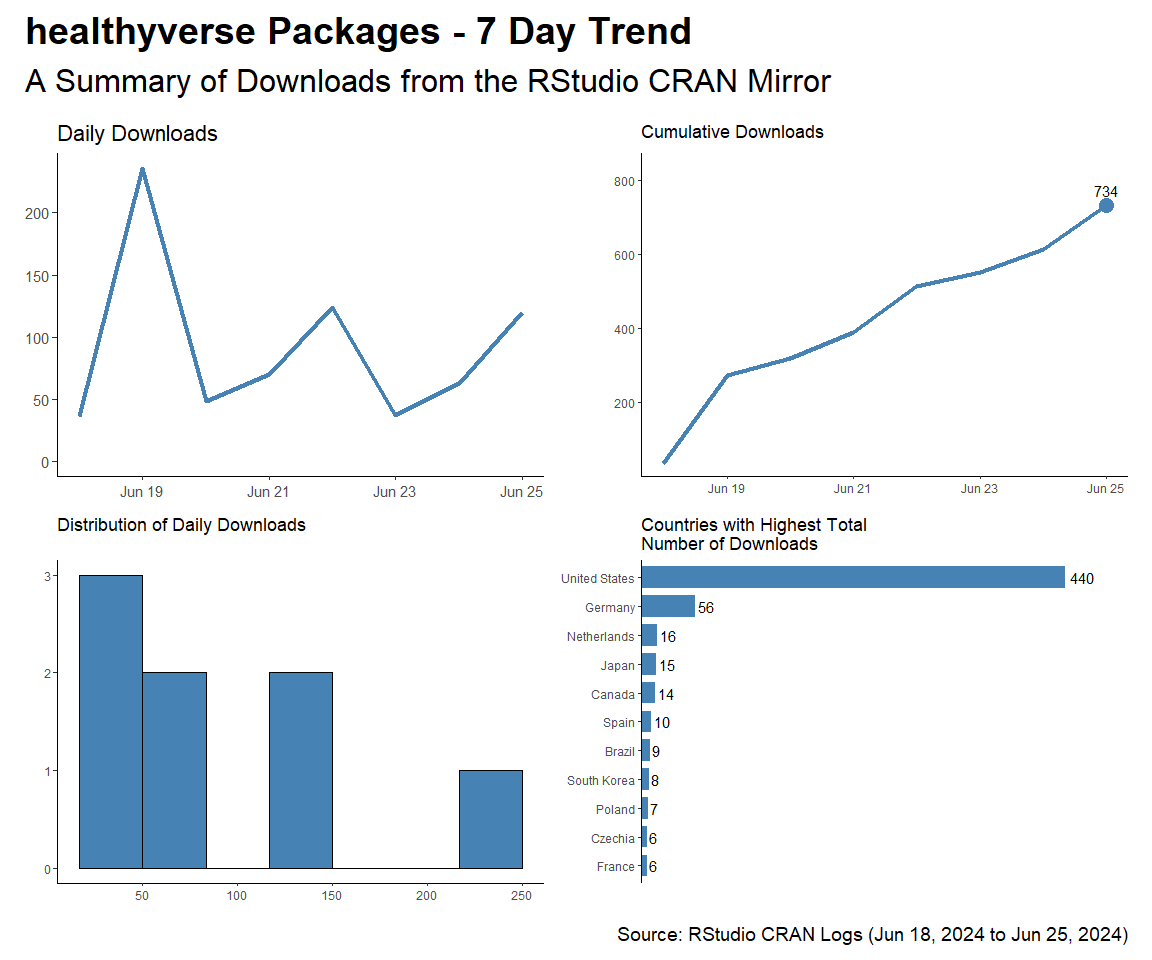 healthyverse Packages - 7 Day Trend
A Summary of Downloads from the RStudio CRAN Mirror
Daily Downloads
200
150
100
50
0
Jun 19 Jun 21 Jun 23 Jun 25
Cumulative Downloads
800
600
400
200
734
Jun 19 Jun 21 Jun 23 Jun 25
Distribution of Daily Downloads
3
2
1
0
50 100 150 200 250
Countries with Highest Total
Number of Downloads
United States 440
Germany 56
Netherlands 16
Japan 15
Canada 14
Spain 10
Brazil 9
South Korea 8
Poland 7
Czechia 6
France 6
Source: RStudio CRAN Logs (Jun 18, 2024 to Jun 25, 2024)